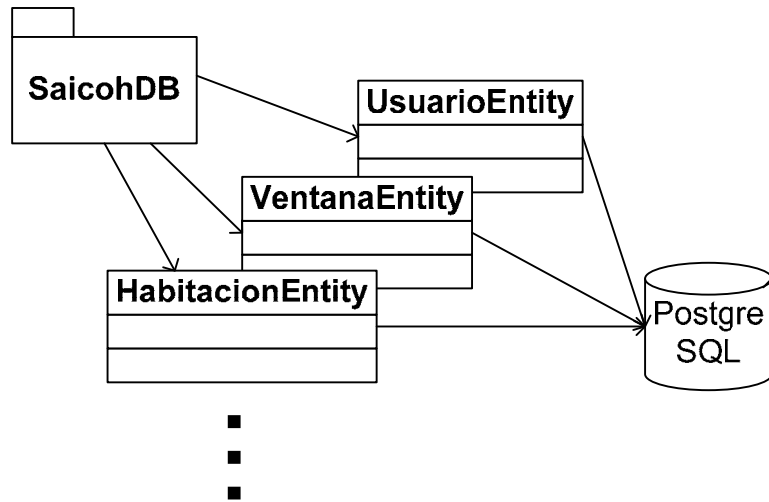 SaicohDB
UsuarioEntity
VentanaEntity
HabitacionEntity
Postgre
SQL